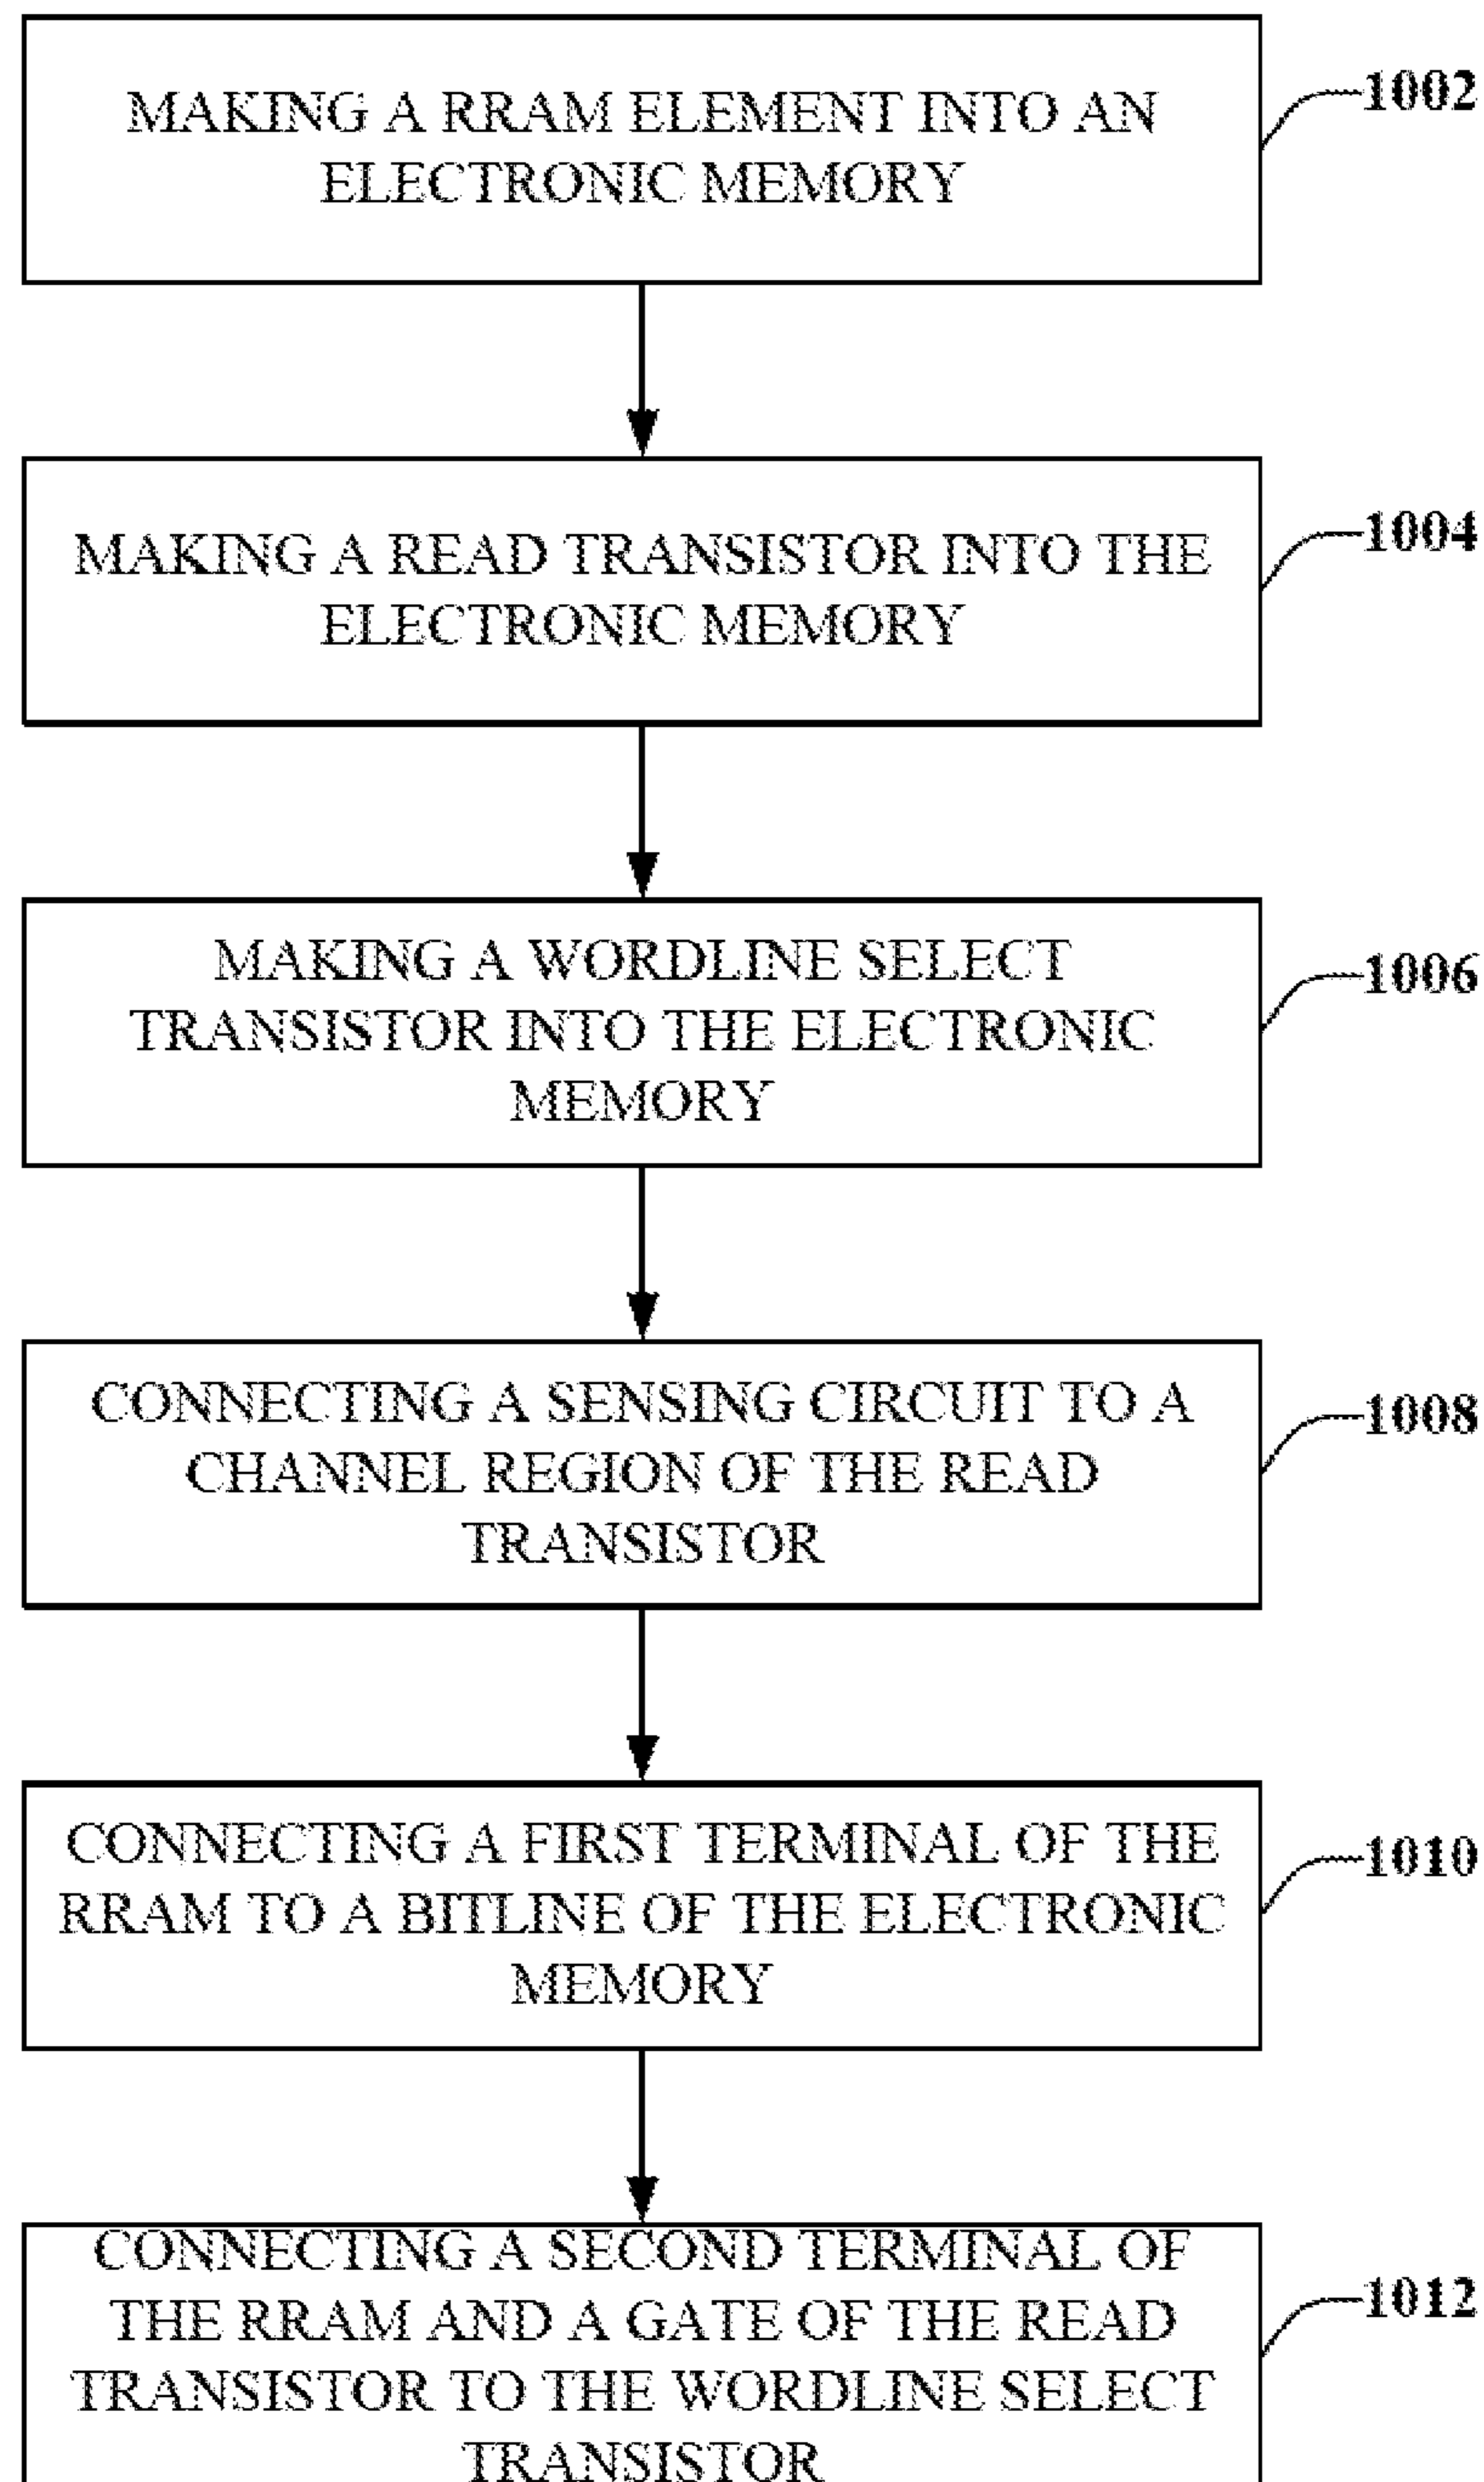 MAKING A RRAM ELEMENT INTO AN
ELECTRONIC MEMORY
1002
MAKING A READ TRANSISTOR INTO THE
ELECTRONIC MEMORY
1004
MAKING A WORDLINE SELECT
TRANSISTOR INTO THE ELECTRONIC
MEMORY
1006
CONNECTING A SENSING CIRCUIT TO A
CHANNEL REGION OF THE READ
TRANSISTOR
1008
CONNECTING A FIRST TERMINAL OF THE
RRAM TO A BITLINE OF THE ELECTRONIC
MEMORY
1010
CONNECTING A SECOND TERMINAL OF
THE RRAM AND A GATE OF THE READ
TRANSISTOR TO THE WORDLINE SELECT
TRANSISTOR
1012